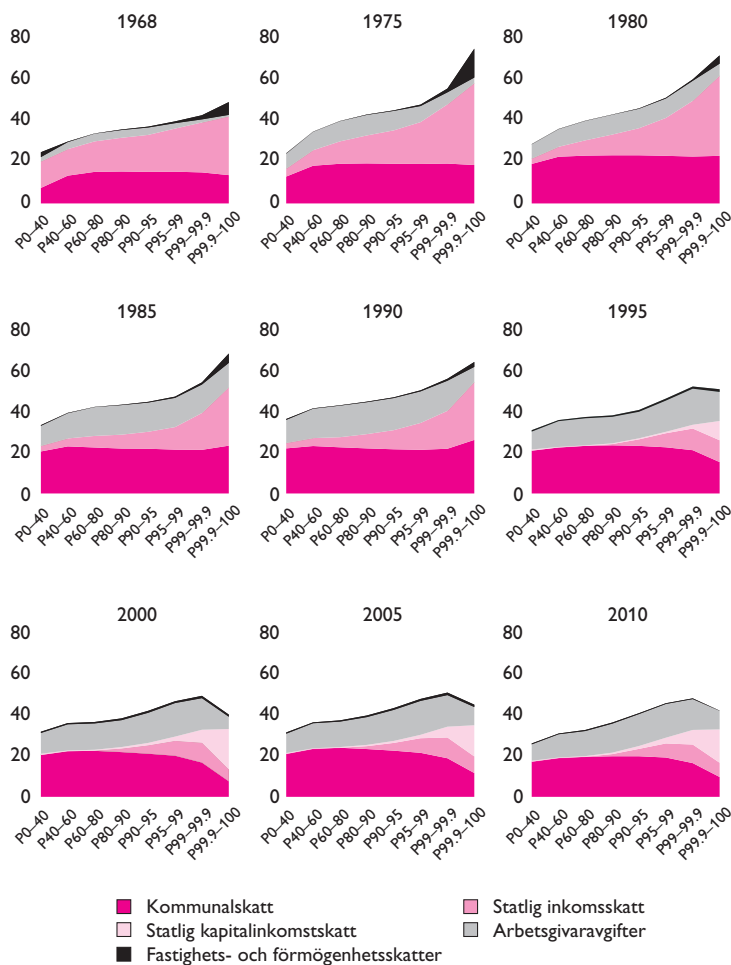 1968 1975 1980
80 80 80
60 60 60
40 40 40
20 20 20
0 0 0
P0–40 P40–60 P60–80 P80–90 P90–95 P95–99 P99–99.9 P99.9–100 P0–40 P40–60 P60–80 P80–90 P90–95 P95–99 P99–99.9 P99.9–100 P0–40 P40–60 P60–80 P80–90 P90–95 P95–99 P99–99.9 P99.9–100
1985 1990 1995
80 80 80
60 60 60
40 40 40
20 20 20
0 0 0
P0–40 P40–60 P60–80 P80–90 P90–95 P95–99 P99–99.9 P99.9–100 P0–40 P40–60 P60–80 P80–90 P90–95 P95–99 P99–99.9 P99.9–100 P0–40 P40–60 P60–80 P80–90 P90–95 P95–99 P99–99.9 P99.9–100
2000 2005 2010
80 80 80
60 60 60
40 40 40
20 20 20
0 0 0
P0–40 P40–60 P60–80 P80–90 P90–95 P95–99 P99–99.9 P99.9–100 P0–40 P40–60 P60–80 P80–90 P90–95 P95–99 P99–99.9 P99.9–100 P0–40 P40–60 P60–80 P80–90 P90–95 P95–99 P99–99.9 P99.9–100
Kommunalskatt Statlig inkomsskatt
Statlig kapitalinkomstskatt Arbetsgivaravgifter
Fastighets- och förmögenhetsskatter